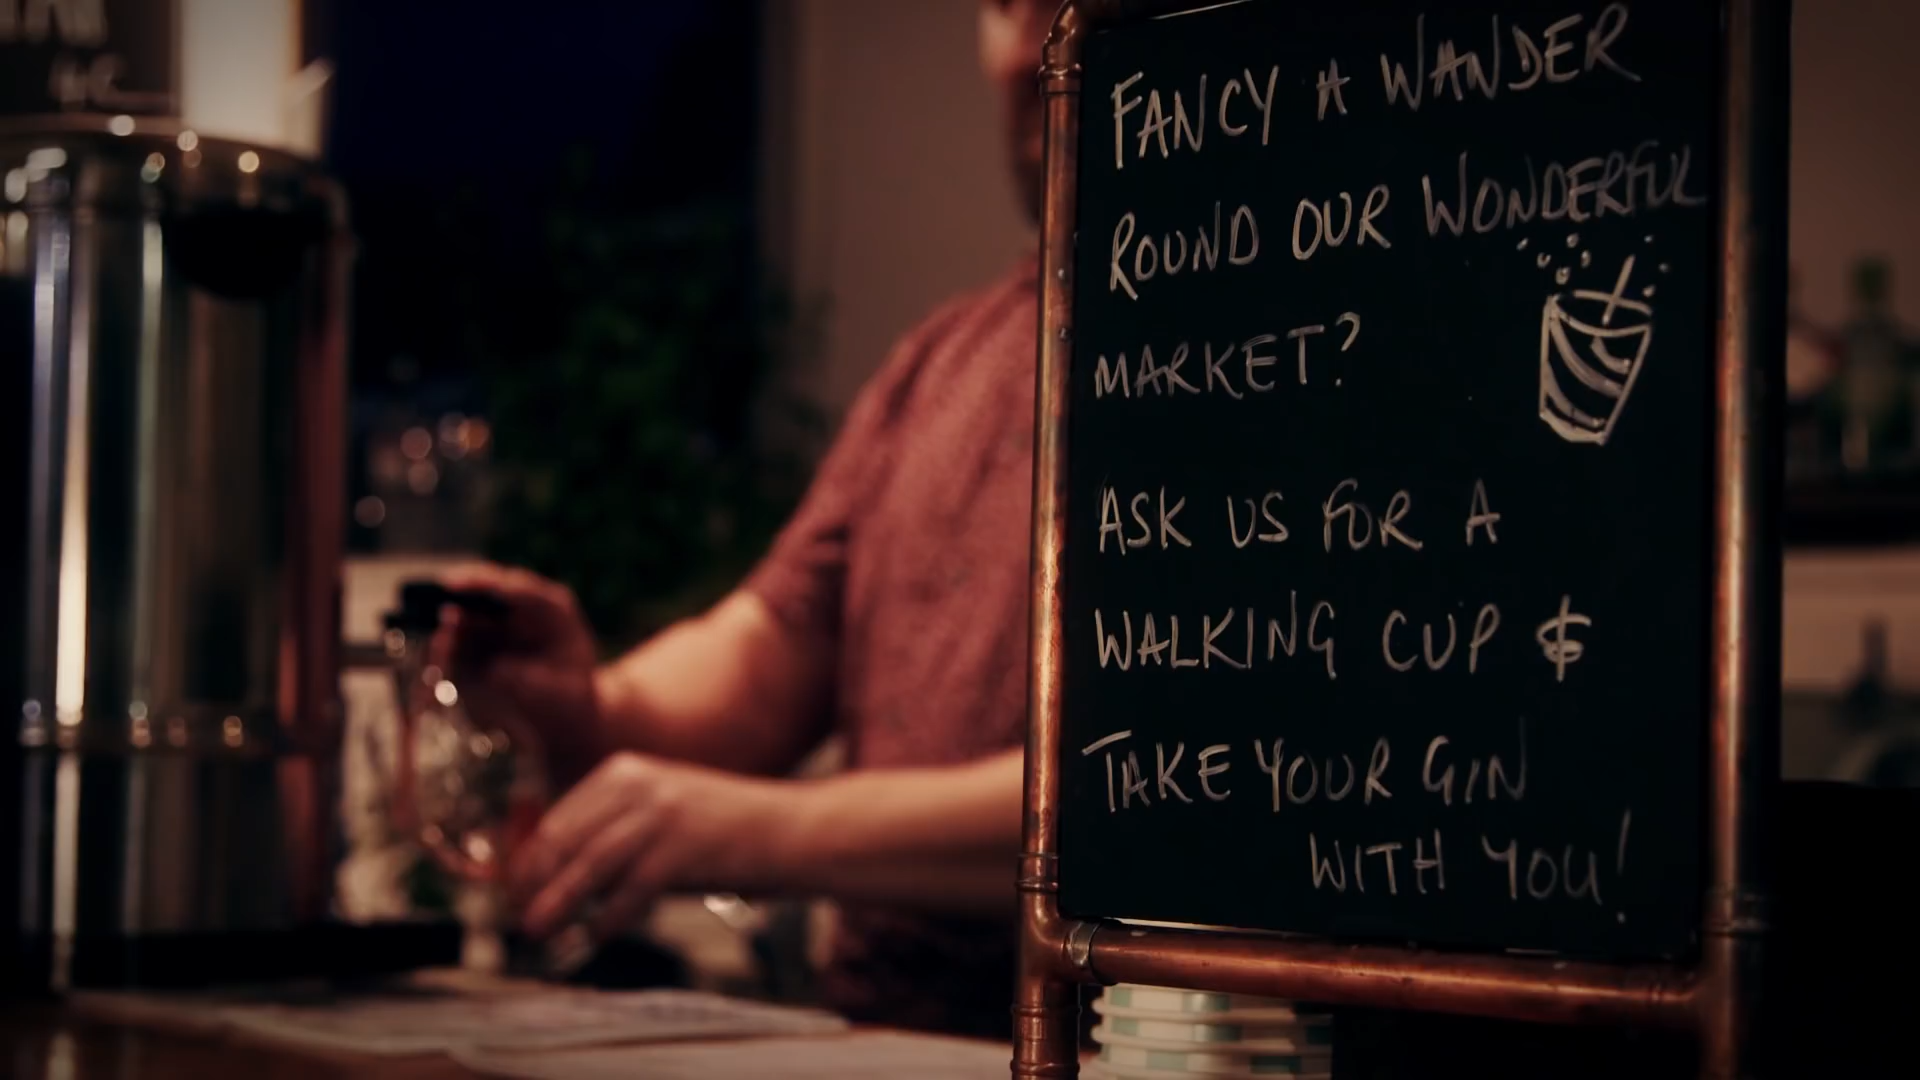 FANCY A WANDER
ROUND OUR WONDERFUL
MARKET?
ASK US FOR A
WALKING CUP &
TAKE YOUR GIN
WITH YOU!